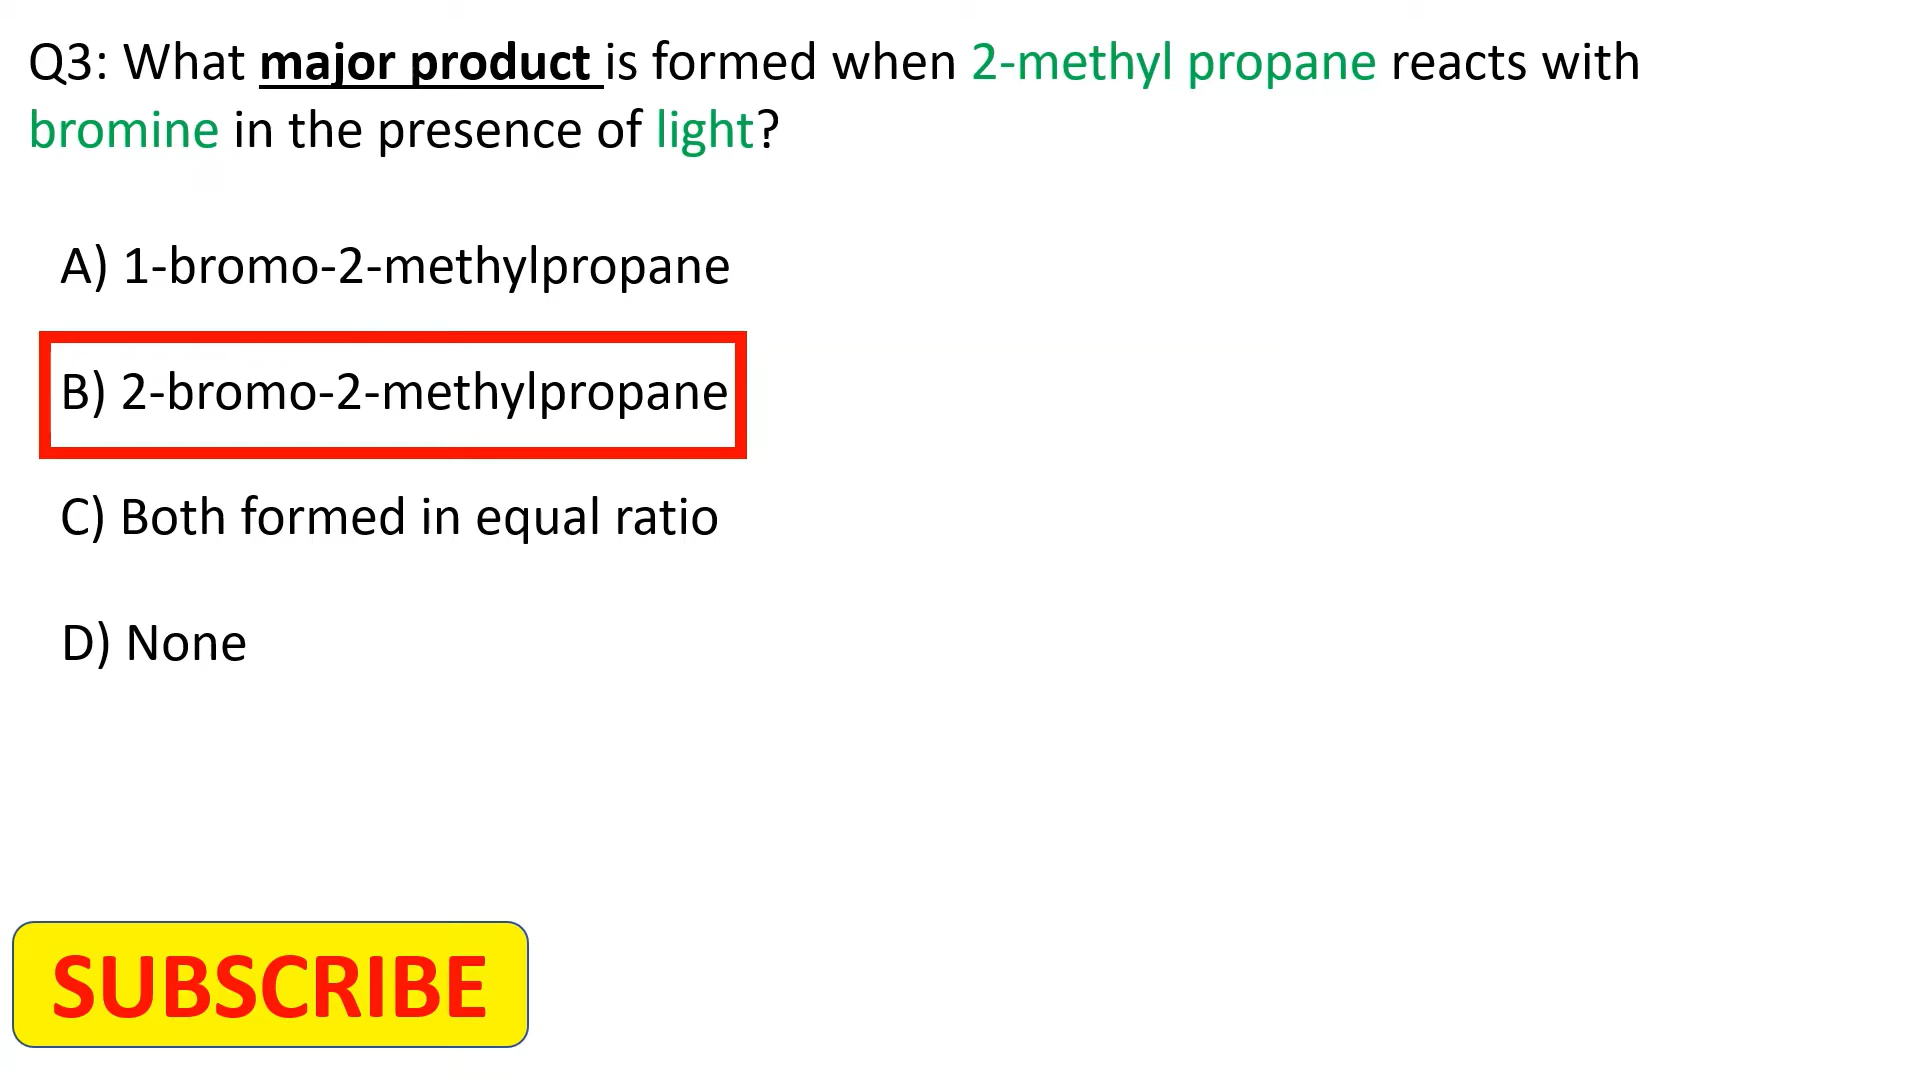 Q3: What major product is formed when 2-methyl propane reacts with
bromine in the presence of light?
A) 1-bromo-2-methylpropane
B) 2-bromo-2-methylpropane
C) Both formed in equal ratio
D) None
SUBSCRIBE